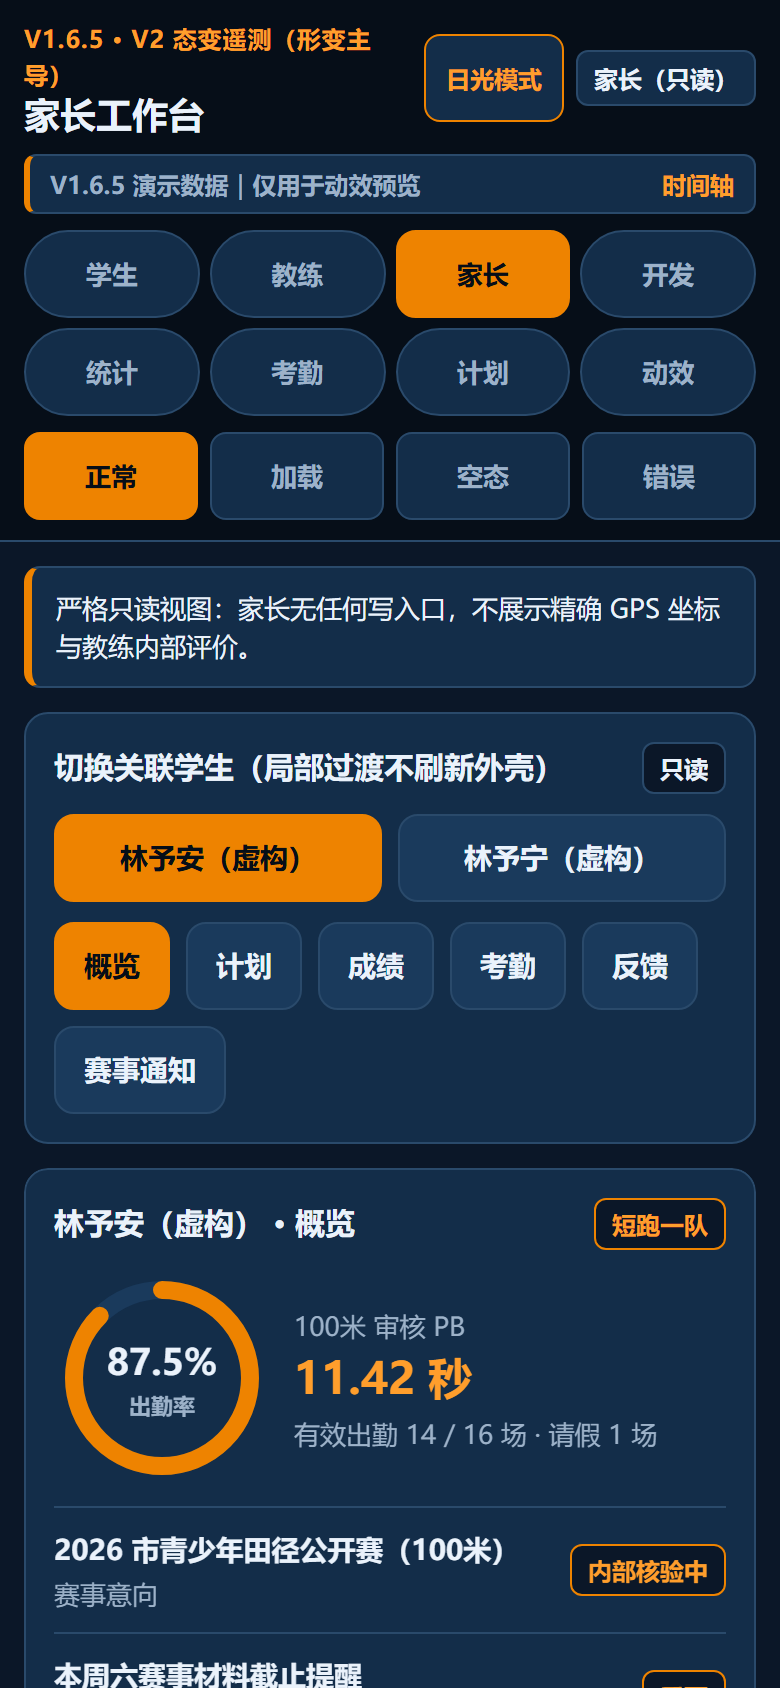 V1.6.5 • V2 态变遥测（形变主
导）
家长工作台
日光模式
家长（只读）
V1.6.5 演示数据｜仅用于动效预览
时间轴
学生
教练
家长
开发
统计
考勤
计划
动效
正常
加载
空态
错误
严格只读视图：家长无任何写入口，不展示精确 GPS 坐标
与教练内部评价。
切换关联学生（局部过渡不刷新外壳）
只读
林予安（虚构）
林予宁（虚构）
概览
计划
成绩
考勤
反馈
赛事通知
林予安（虚构） • 概览
短跑一队
87.5%
出勤率
100米 审核 PB
11.42 秒
有效出勤 14 / 16 场 · 请假 1 场
2026 市青少年田径公开赛（100米）
赛事意向
内部核验中
本周六赛事材料截止提醒